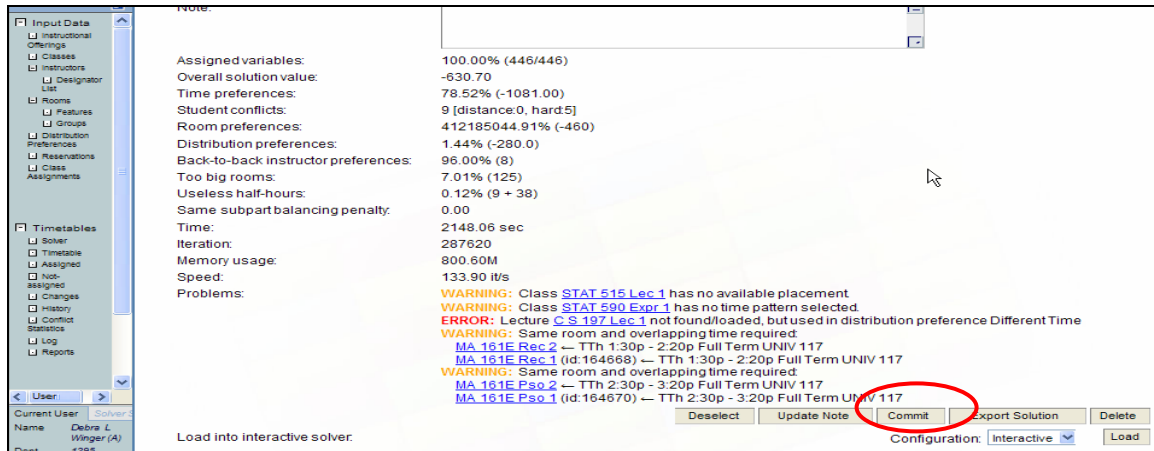 Note:
Input Data
Instructional
Offerings
Classes
Instructors
Designator
List
Rooms
Features
Groups
Distribution
Preferences
Reservations
Class
Assignments
Timetables
Solver
Timetable
Assigned
Not-
assigned
Changes
History
Conflict
Statistics
Log
Reports
User
Current User Solver
Name Debra L
Winger (A)
Dept 1295
Assigned variables: 100.00% (446/446)
Overall solution value: -630.70
Time preferences: 78.52% (-1081.00)
Student conflicts: 9 [distance:0, hard:5]
Room preferences: 412185044.91% (-460)
Distribution preferences: 1.44% (-280.0)
Back-to-back instructor preferences: 96.00% (8)
Too big rooms: 7.01% (125)
Useless half-hours: 0.12% (9 + 38)
Same subpart balancing penalty: 0.00
Time: 2148.06 sec
Iteration: 287620
Memory usage: 800.60M
Speed: 133.90 it/s
Problems: WARNING: Class STAT 515 Lec 1 has no available placement.
WARNING: Class STAT 590 Expr 1 has no time pattern selected.
ERROR: Lecture C S 197 Lec 1 not found/loaded, but used in distribution preference Different Time
WARNING: Same room and overlapping time required:
MA 161E Rec 2 ← TTh 1:30p - 2:20p Full Term UNIV 117
MA 161E Rec 1 (id:164668) ← TTh 1:30p - 2:20p Full Term UNIV 117
WARNING: Same room and overlapping time required:
MA 161E Pso 2 ← TTh 2:30p - 3:20p Full Term UNIV 117
MA 161E Pso 1 (id:164670) ← TTh 2:30p - 3:20p Full Term UNIV 117
Deselect Update Note Commit Export Solution Delete
Load into interactive solver: Configuration: Interactive Load